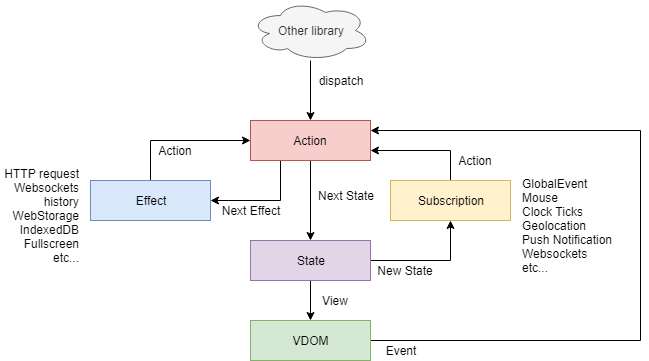 Other library
dispatch
Action
Action
Action
HTTP request
Websockets
history
WebStorage
IndexedDB
Fullscreen
etc...
Effect
Next Effect
Next State
Subscription
GlobalEvent
Mouse
Clock Ticks
Geolocation
Push Notification
Websockets
etc...
State
New State
View
VDOM
Event